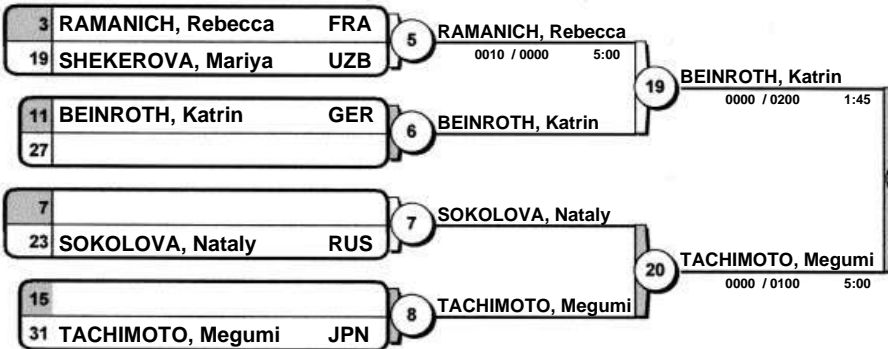 3 RAMANICH, Rebecca FRA
19 SHEKEROVA, Mariya UZB
5
RAMANICH, Rebecca
0010 / 0000 5:00
11 BEINROTH, Katrin GER
27
6
BEINROTH, Katrin
19
BEINROTH, Katrin
0000 / 0200 1:45
7
23 SOKOLOVA, Nataly RUS
7
SOKOLOVA, Nataly
15
31 TACHIMOTO, Megumi JPN
8
TACHIMOTO, Megumi
20
TACHIMOTO, Megumi
0000 / 0100 5:00